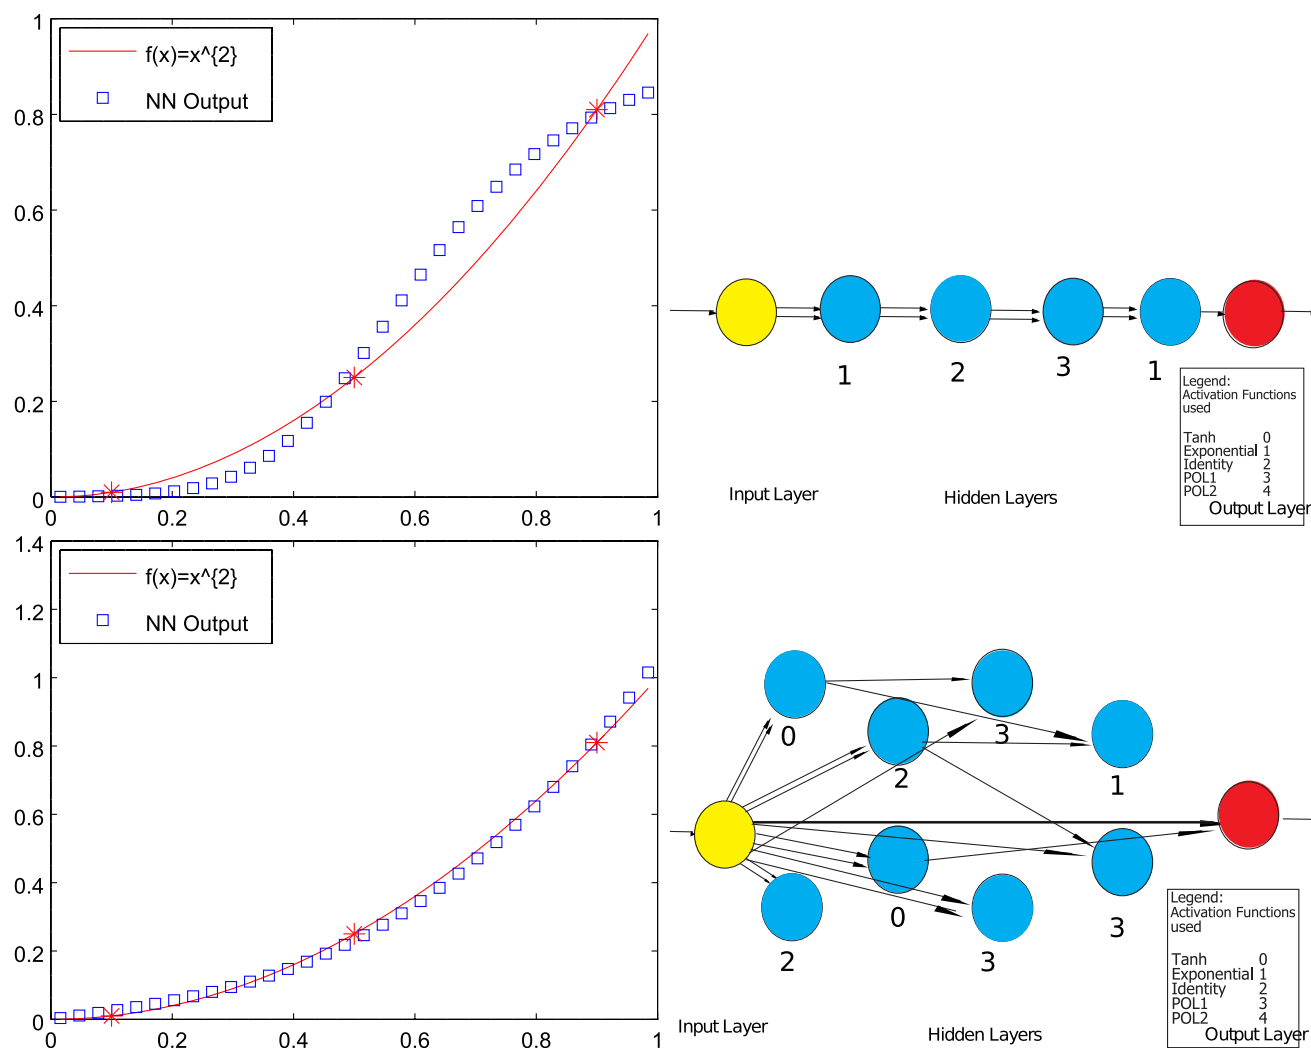 1
0.8
0.6
0.4
0.2
0
0 0.2 0.4 0.6 0.8 1
f(x)=x^{2}
NN Output
1 2 3 1
Legend:
Activation Functions
used
Tanh 0
Exponential 1
Identity 2
POL1 3
POL2 4
Input Layer Hidden Layers Output Layer
1.4
1.2
1
0.8
0.6
0.4
0.2
0
0 0.2 0.4 0.6 0.8 1
f(x)=x^{2}
NN Output
0 3
2 1
0 3
2 3
Legend:
Activation Functions
used
Tanh 0
Exponential 1
Identity 2
POL1 3
POL2 4
Input Layer Hidden Layers Output Layer